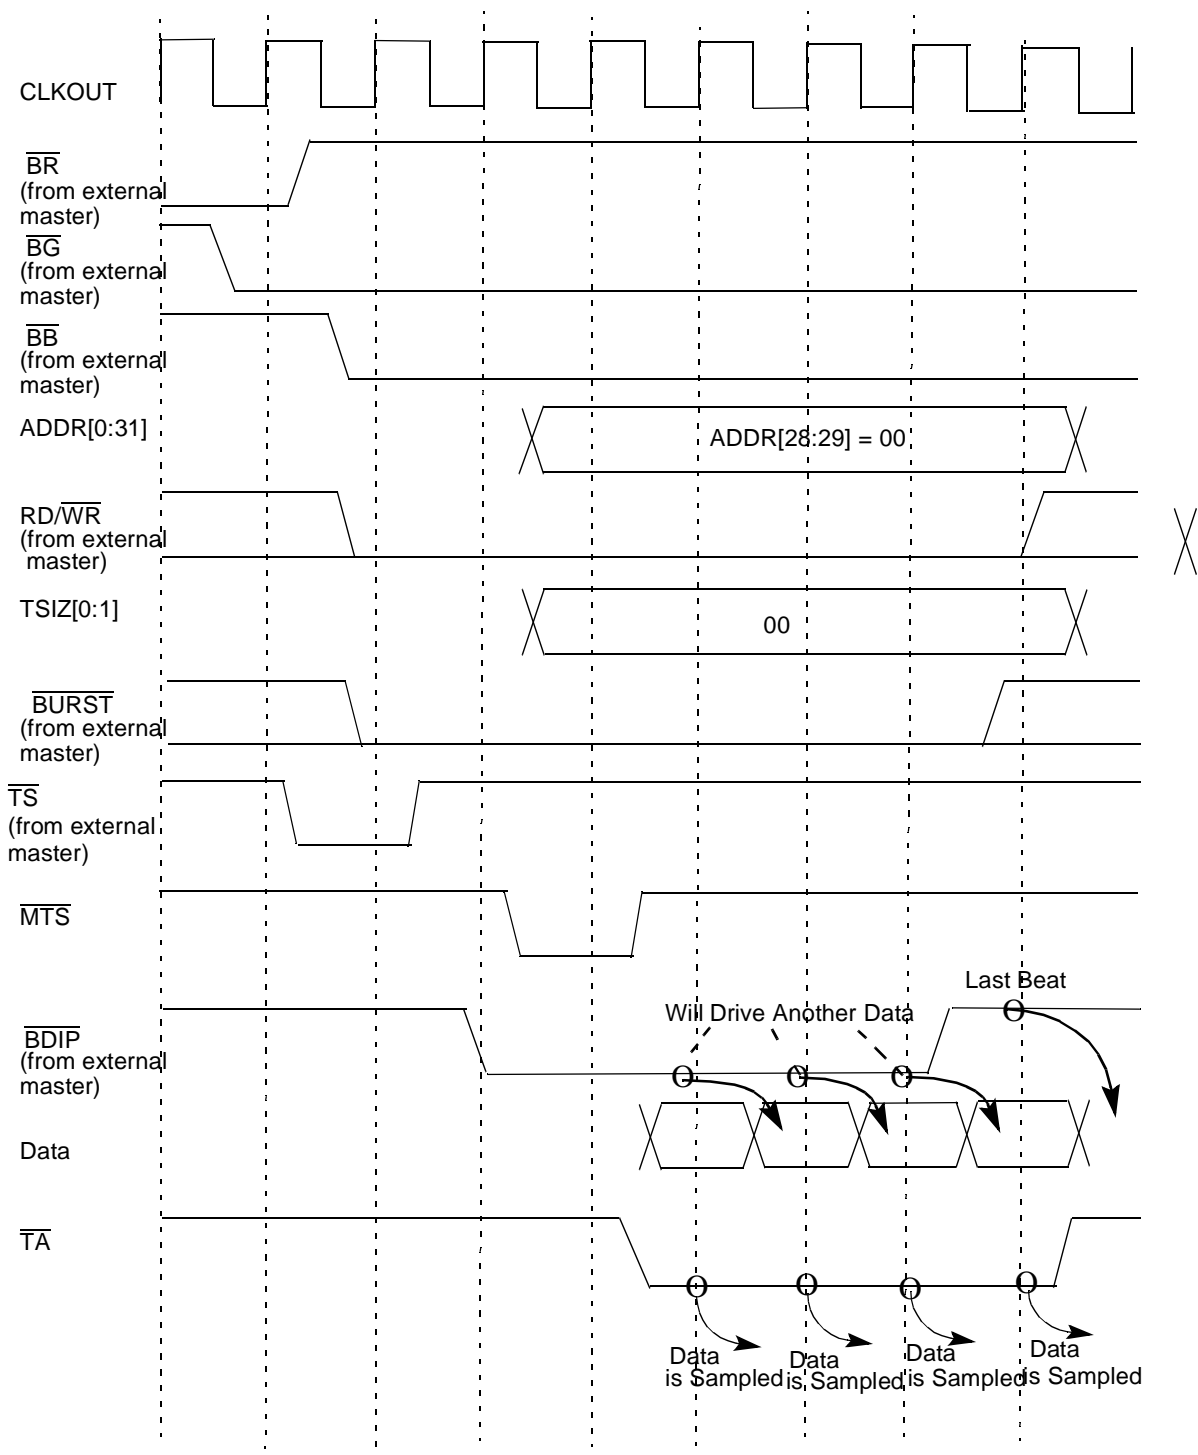 CLKOUT
BR
(from external
master)
BG
(from external
master)
BB
(from external
master)
ADDR[0:31]
ADDR[28:29] = 00
RD/WR
(from external
master)
TSIZ[0:1]
00
BURST
(from external
master)
TS
(from external
master)
MTS
Last Beat
Will Drive Another Data
BDIP
(from external
master)
Data
TA
Data
is Sampled
Data
is Sampled
Data
is Sampled
Data
is Sampled